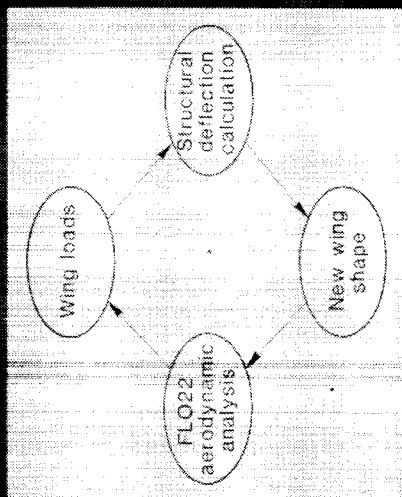 Wing loads
Structural
deflection
calculation
New wing
shape
FLO22
aerodynamic
analysis